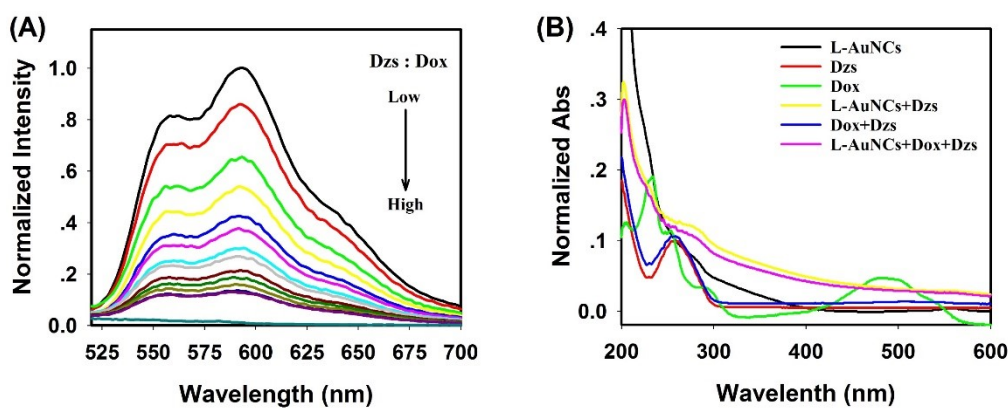 (A)
Normalized Intensity
1.0
.8
.6
.4
.2
0.0
Dzs : Dox
Low
High
525 550 575 600 625 650 675 700
Wavelength (nm)
(B)
Normalized Abs
.4
.3
.2
.1
0.0
L-AuNCs
Dzs
Dox
L-AuNCs+Dzs
Dox+Dzs
L-AuNCs+Dox+Dzs
200 300 400 500 600
Wavelenth (nm)